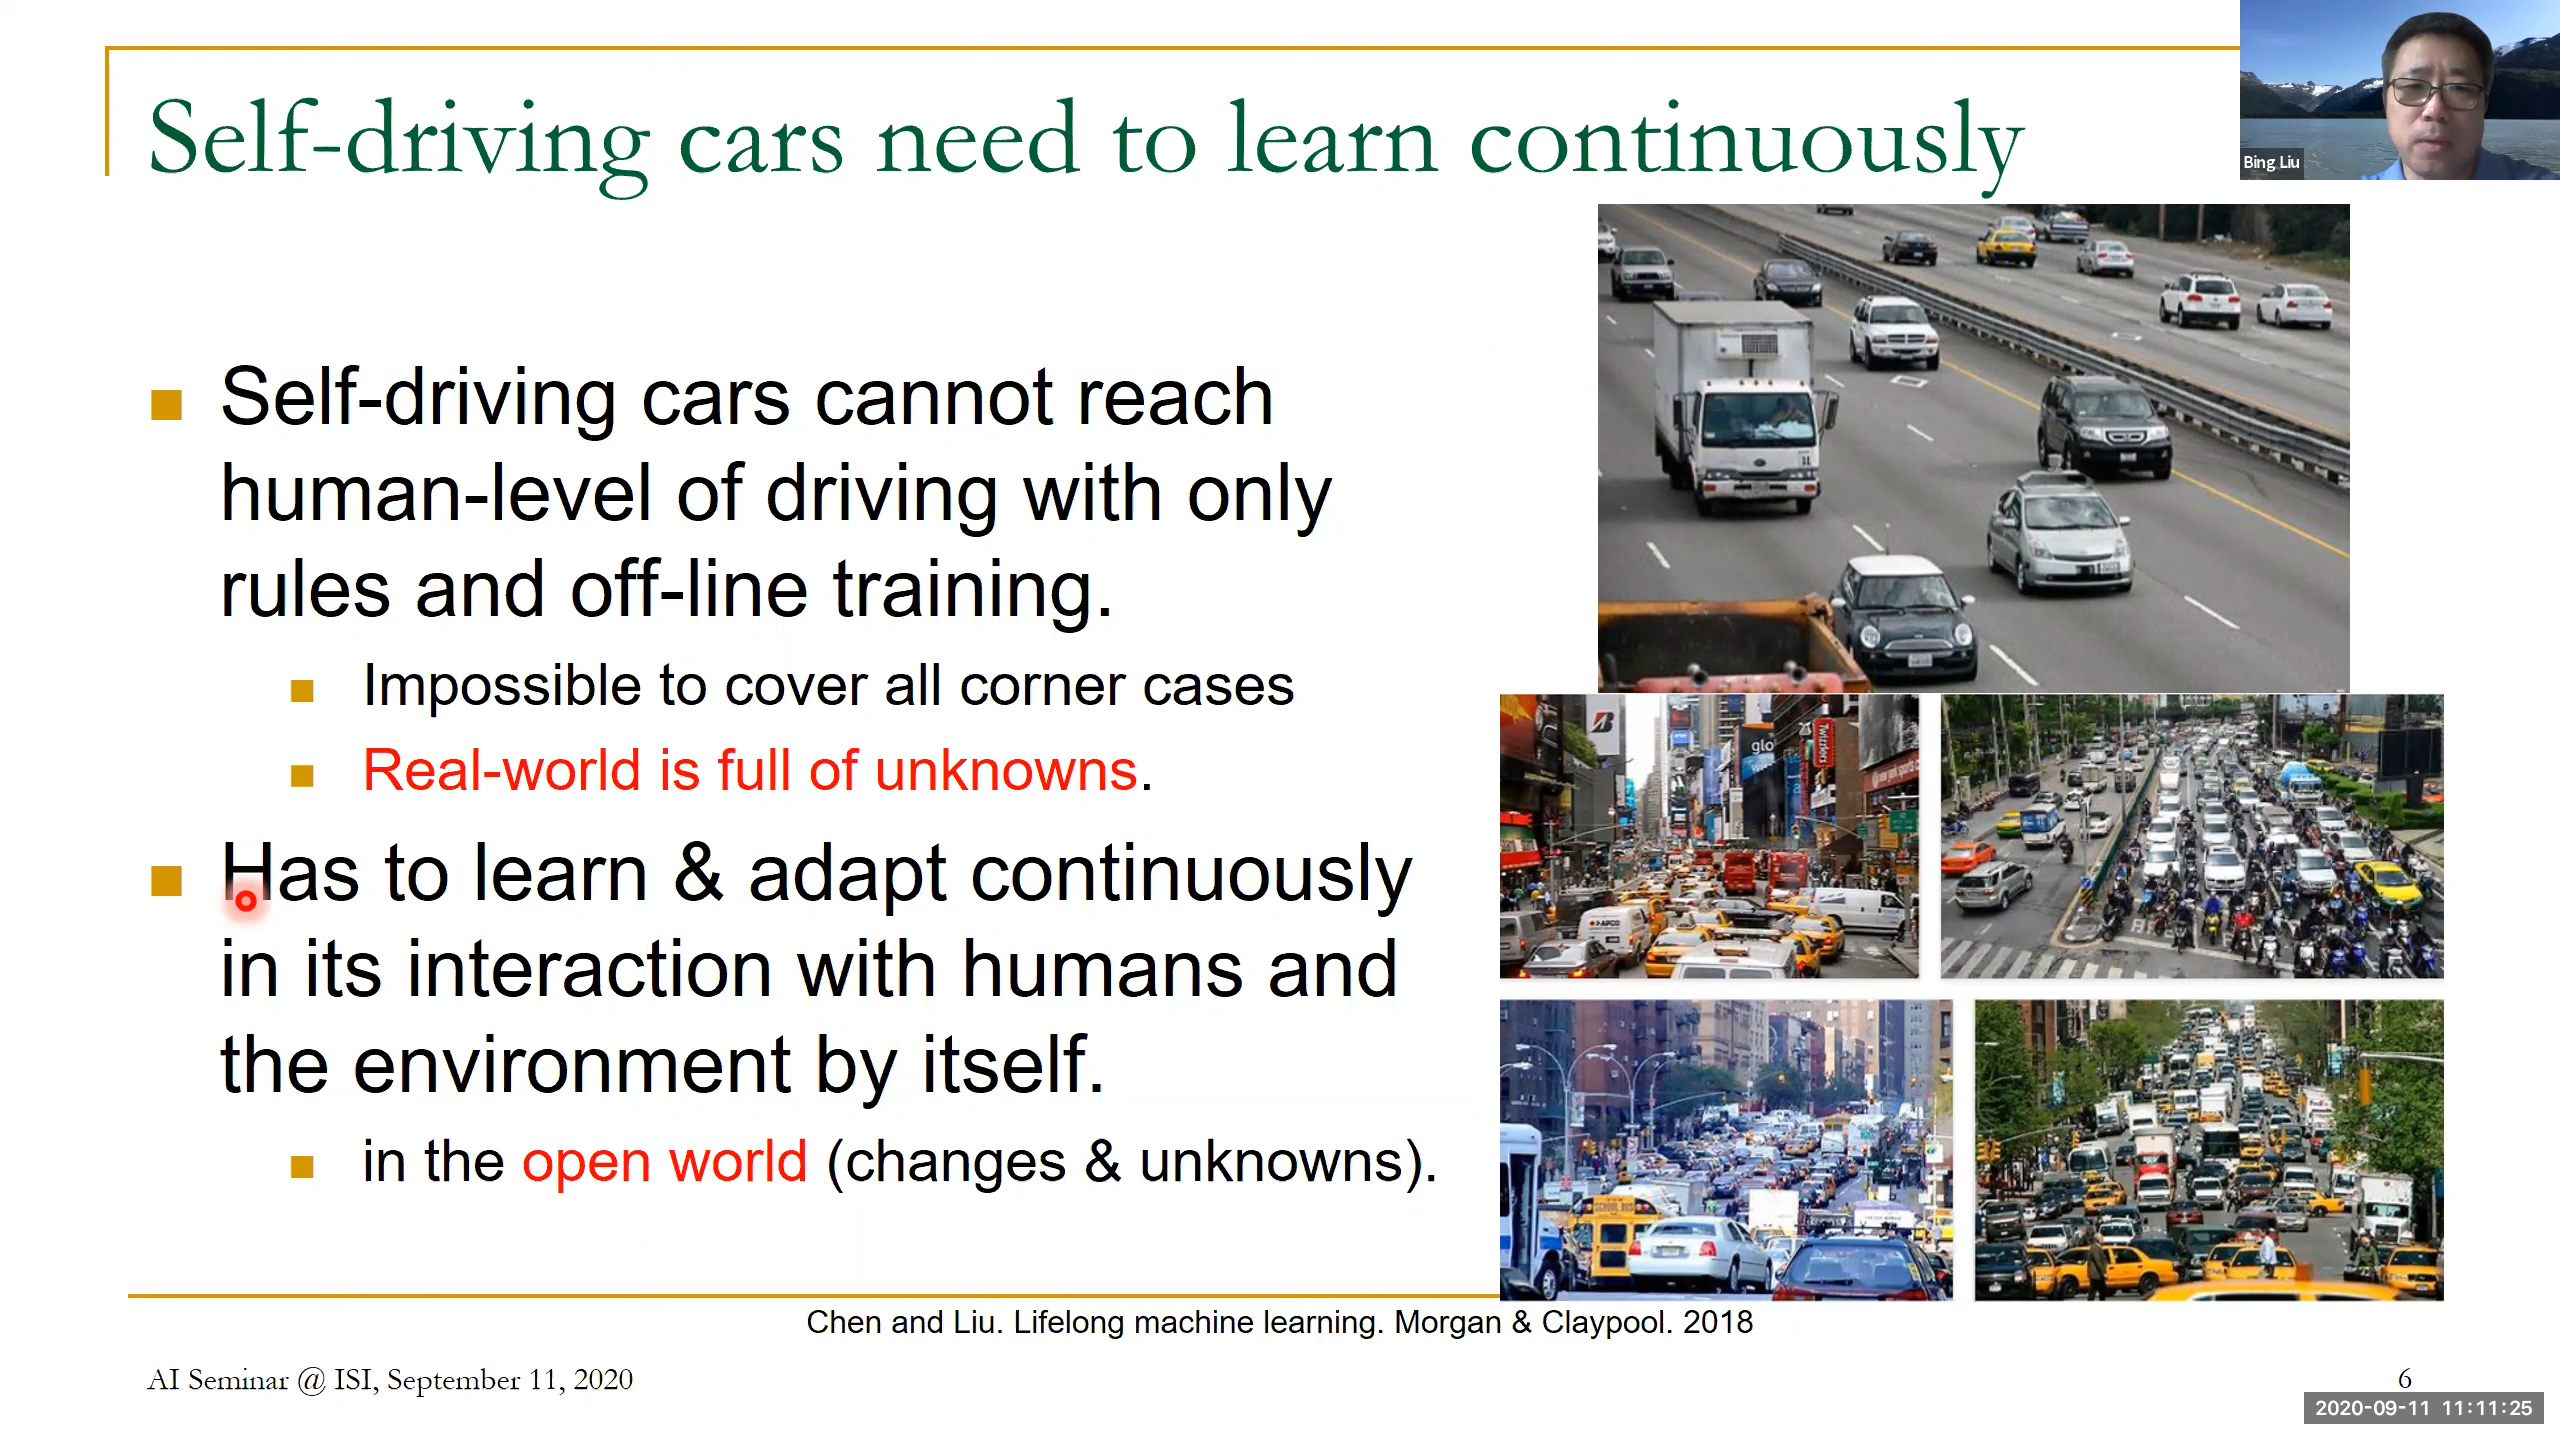 Self-driving cars need to learn continuously
Bing Liu
Self-driving cars cannot reach
human-level of driving with only
rules and off-line training.
Impossible to cover all corner cases
Real-world is full of unknowns.
Has to learn & adapt continuously
in its interaction with humans and
the environment by itself.
in the open world (changes & unknowns).
SCHOOL BUS
Chen and Liu. Lifelong machine learning. Morgan & Claypool. 2018
AI Seminar @ ISI, September 11, 2020
6
2020-09-11 11:11:25